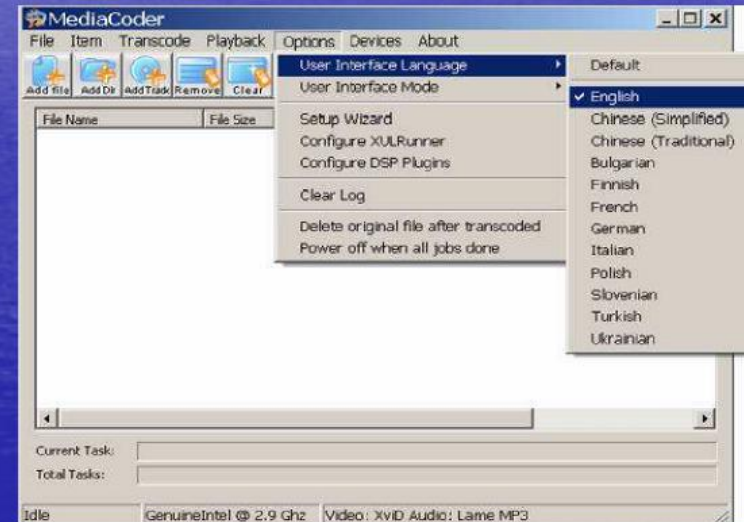 MediaCoder
File Item Transcode Playback Options Devices About
Add file Add Dir Add Track Remove Clear
File Name File Size
User Interface Language
User Interface Mode
Setup Wizard
Configure XULRunner
Configure DSP Plugins
Clear Log
Delete original file after transcoded
Power off when all jobs done
Default
English
Chinese (Simplified)
Chinese (Traditional)
Bulgarian
Finnish
French
German
Italian
Polish
Slovenian
Turkish
Ukrainian
Current Task:
Total Tasks:
Idle GenuineIntel @ 2.9 Ghz Video: XviD Audio: Lame MP3